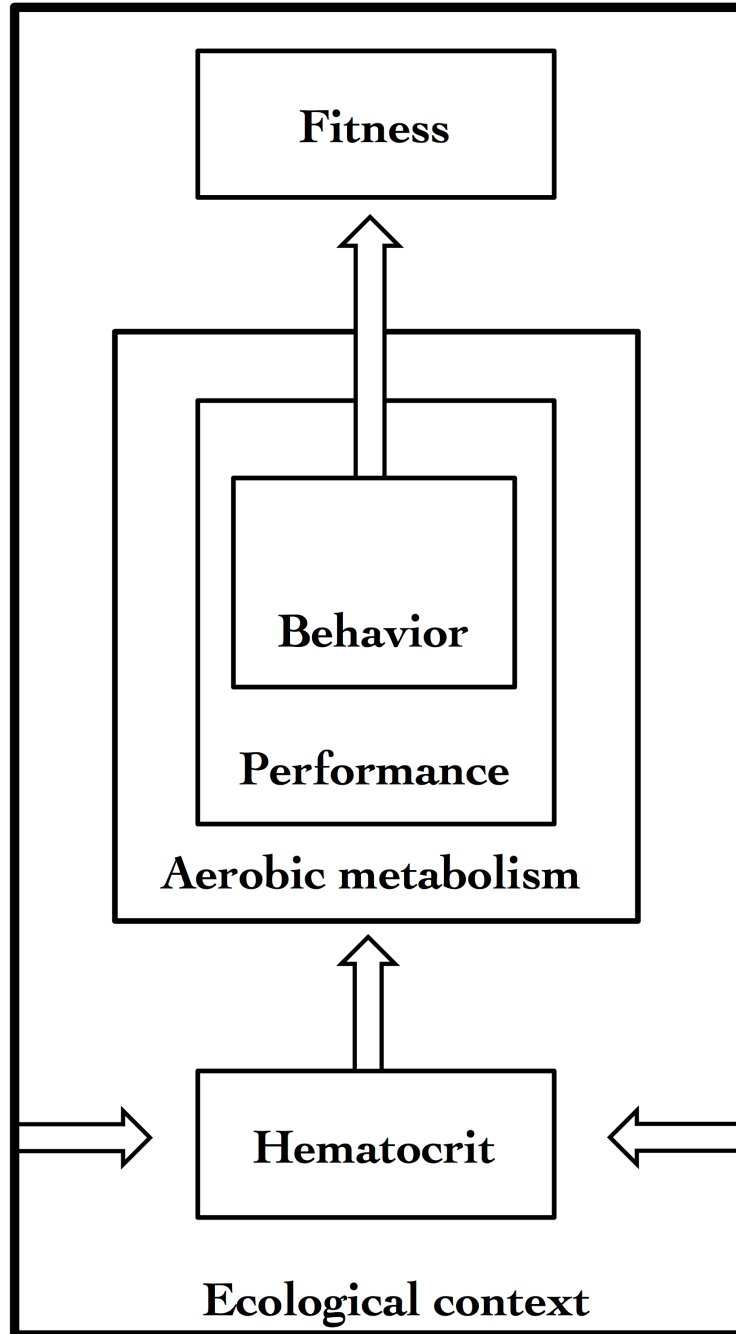 Fitness
Behavior
Performance
Aerobic metabolism
Hematocrit
Ecological context